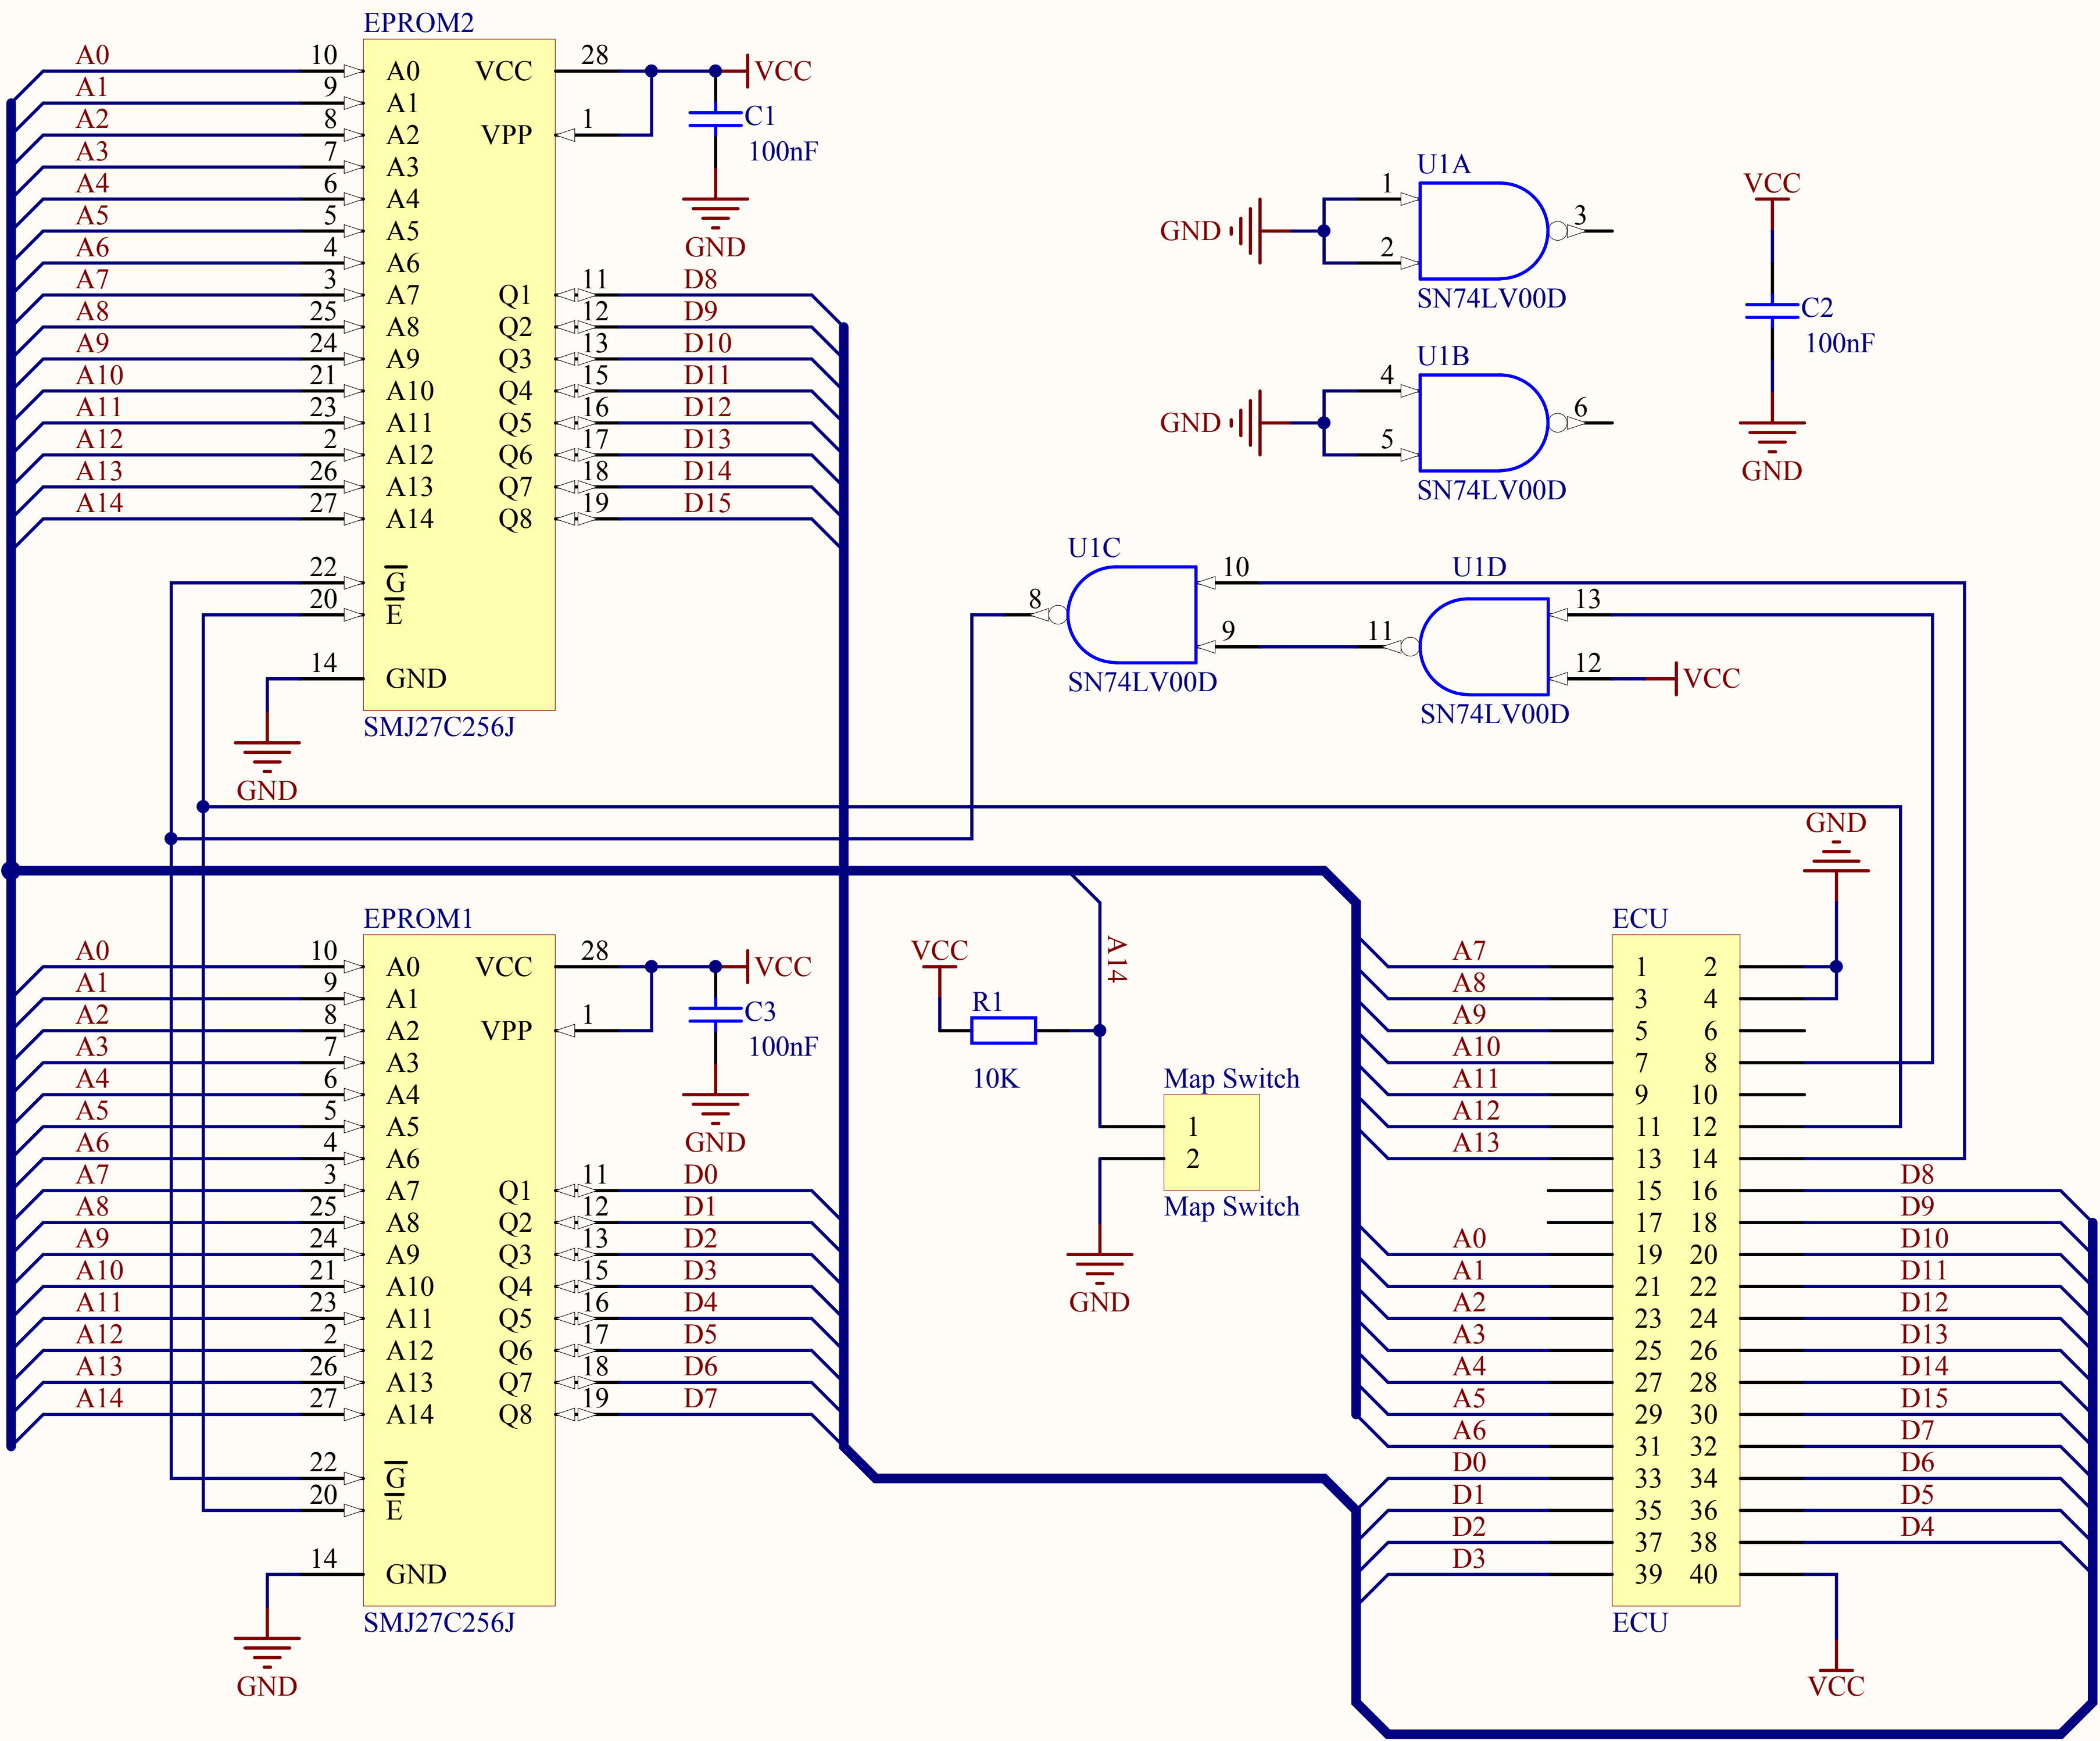 EPROM2
A0 10 A0 VCC 28 VCC
A1 9 A1
A2 8 A2 VPP 1 C1
A3 7 A3 100nF
A4 6 A4
A5 5 A5
A6 4 A6 GND
A7 3 A7 Q1 11 D8
A8 25 A8 Q2 12 D9
A9 24 A9 Q3 13 D10
A10 21 A10 Q4 15 D11
A11 23 A11 Q5 16 D12
A12 2 A12 Q6 17 D13
A13 26 A13 Q7 18 D14
A14 27 A14 Q8 19 D15
22 G
20 E
14 GND
SMJ27C256J
GND
U1A
GND 1 2 3
SN74LV00D
U1B
GND 4 5 6
SN74LV00D
VCC
C2
100nF
GND
U1C
8 10 9
SN74LV00D
U1D
11 13 12 VCC
SN74LV00D
EPROM1
A0 10 A0 VCC 28 VCC
A1 9 A1
A2 8 A2 VPP 1 C3
A3 7 A3 100nF
A4 6 A4
A5 5 A5
A6 4 A6 GND
A7 3 A7 Q1 11 D0
A8 25 A8 Q2 12 D1
A9 24 A9 Q3 13 D2
A10 21 A10 Q4 15 D3
A11 23 A11 Q5 16 D4
A12 2 A12 Q6 17 D5
A13 26 A13 Q7 18 D6
A14 27 A14 Q8 19 D7
22 G
20 E
14 GND
SMJ27C256J
GND
VCC
A14
R1
10K
Map Switch
1
2
Map Switch
GND
GND
ECU
A7 1 2
A8 3 4
A9 5 6
A10 7 8
A11 9 10
A12 11 12
A13 13 14
15 16 D8
17 18 D9
A0 19 20 D10
A1 21 22 D11
A2 23 24 D12
A3 25 26 D13
A4 27 28 D14
A5 29 30 D15
A6 31 32 D7
D0 33 34 D6
D1 35 36 D5
D2 37 38 D4
D3 39 40
ECU
VCC